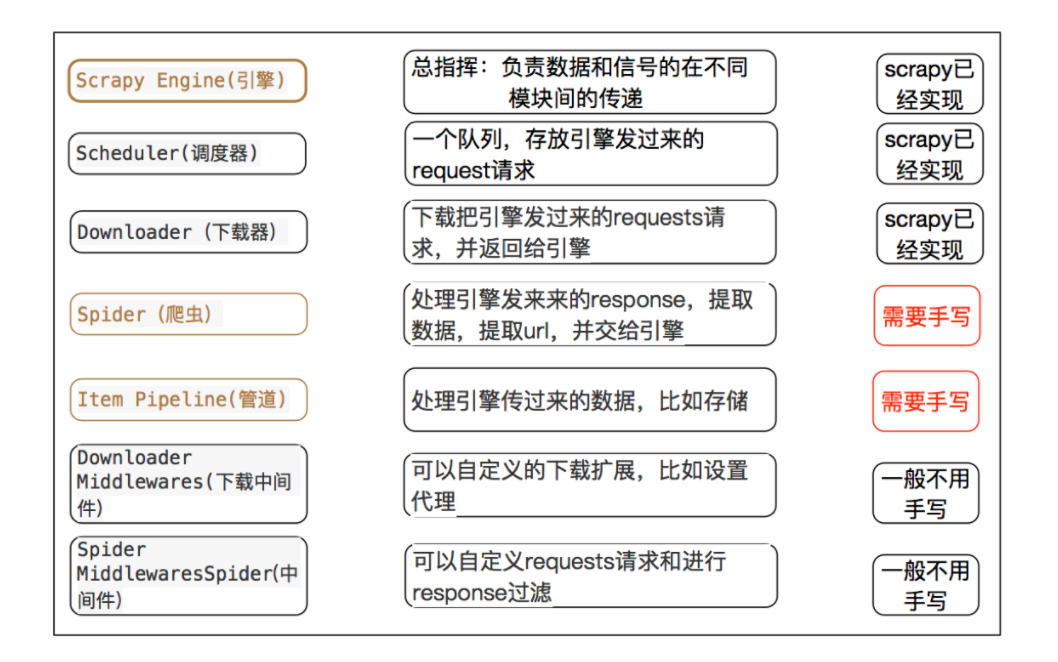 Scrapy Engine(引擎)
总指挥：负责数据和信号的在不同
模块间的传递
scrapy已
经实现
Scheduler(调度器)
一个队列，存放引擎发过来的
request请求
scrapy已
经实现
Downloader（下载器）
下载把引擎发过来的requests请
求，并返回给引擎
scrapy已
经实现
Spider（爬虫）
处理引擎发来来的response，提取
数据，提取url，并交给引擎
需要手写
Item Pipeline(管道)
处理引擎传过来的数据，比如存储
需要手写
Downloader
Middlewares(下载中间
件)
可以自定义的下载扩展，比如设置
代理
一般不用
手写
Spider
MiddlewaresSpider(中
间件)
可以自定义requests请求和进行
response过滤
一般不用
手写